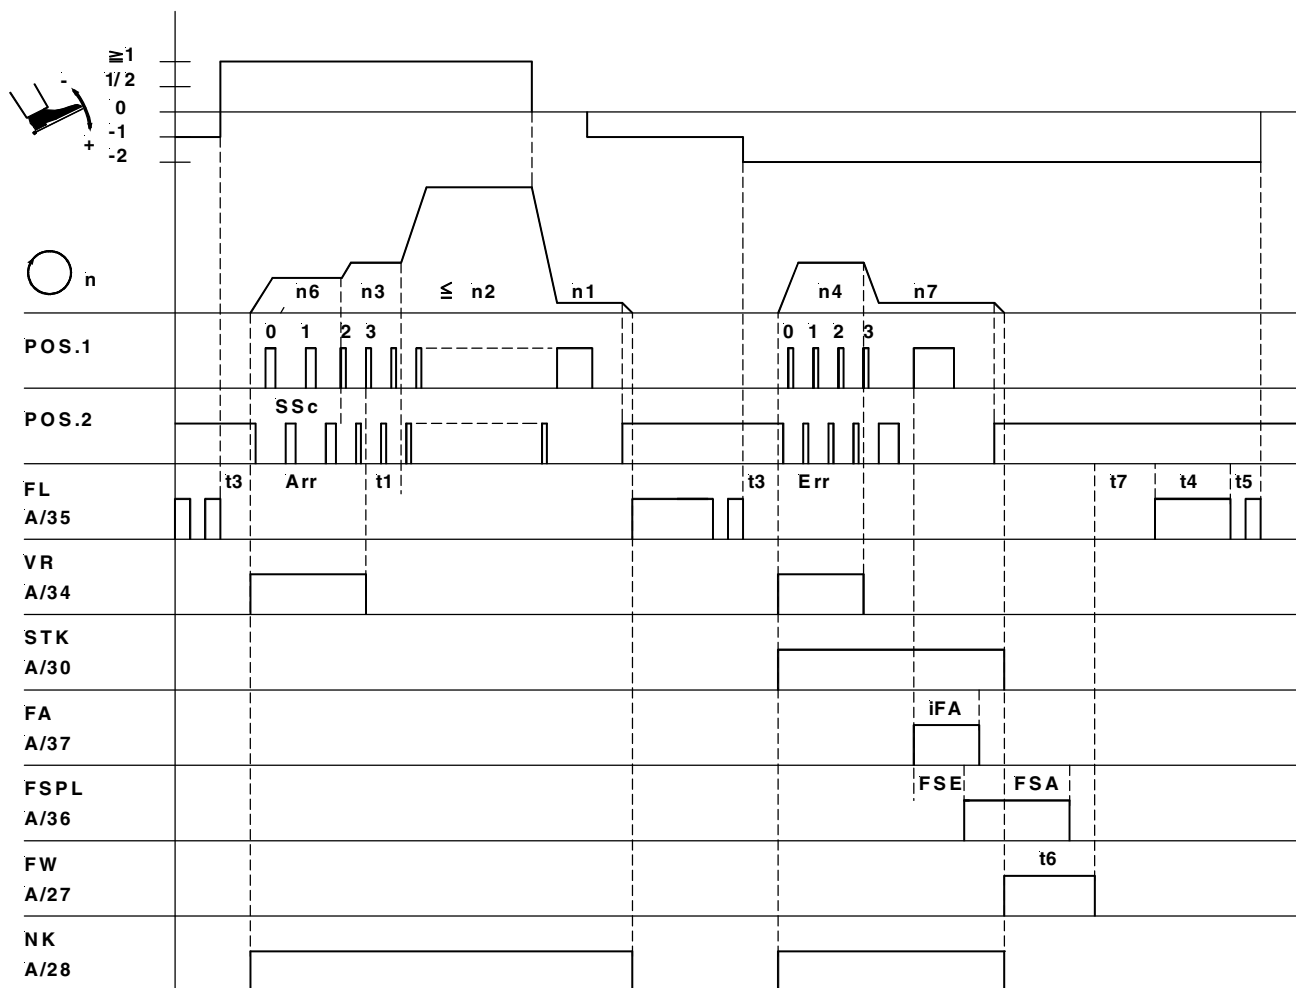 ≧1
- 1/2
0
-1
+ -2
n
n6 n3 ≦ n2 n1 n4 n7
0 1 2 3 0 1 2 3
POS.1
SSc
POS.2
t3 Arr t1 t3 Err t7 t4 t5
FL
A/35
VR
A/34
STK
A/30
FA iFA
A/37
FSPL FSE FSA
A/36
FW t6
A/27
NK
A/28